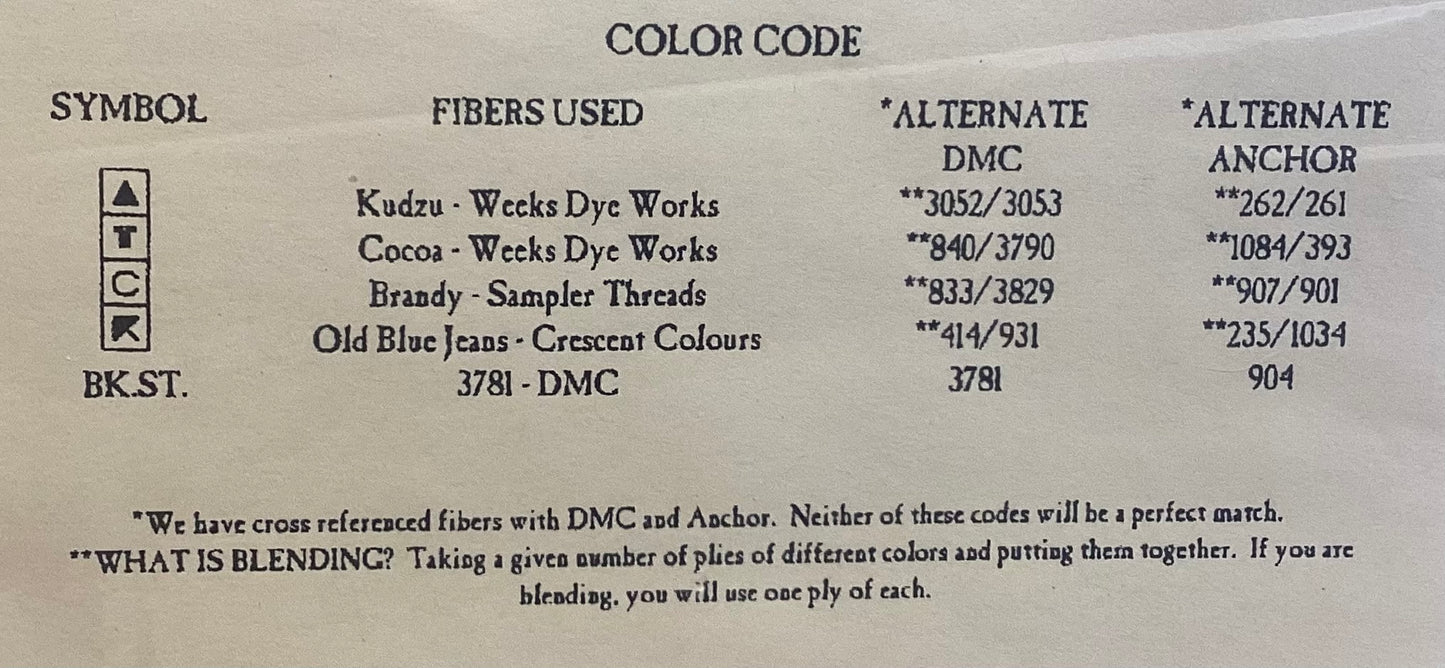 COLOR CODE
SYMBOL FIBERS USED *ALTERNATE *ALTERNATE
DMC ANCHOR
▲ Kudzu - Weeks Dye Works **3052/3053 **262/261
T Cocoa - Weeks Dye Works **840/3790 **1084/393
C Brandy - Sampler Threads **833/3829 **907/901
Old Blue Jeans - Crescent Colours **414/931 **235/1034
BK.ST. 3781 - DMC 3781 904
*We have cross referenced fibers with DMC and Anchor. Neither of these codes will be a perfect match.
**WHAT IS BLENDING? Taking a given number of plies of different colors and putting them together. If you are
blending, you will use one ply of each.